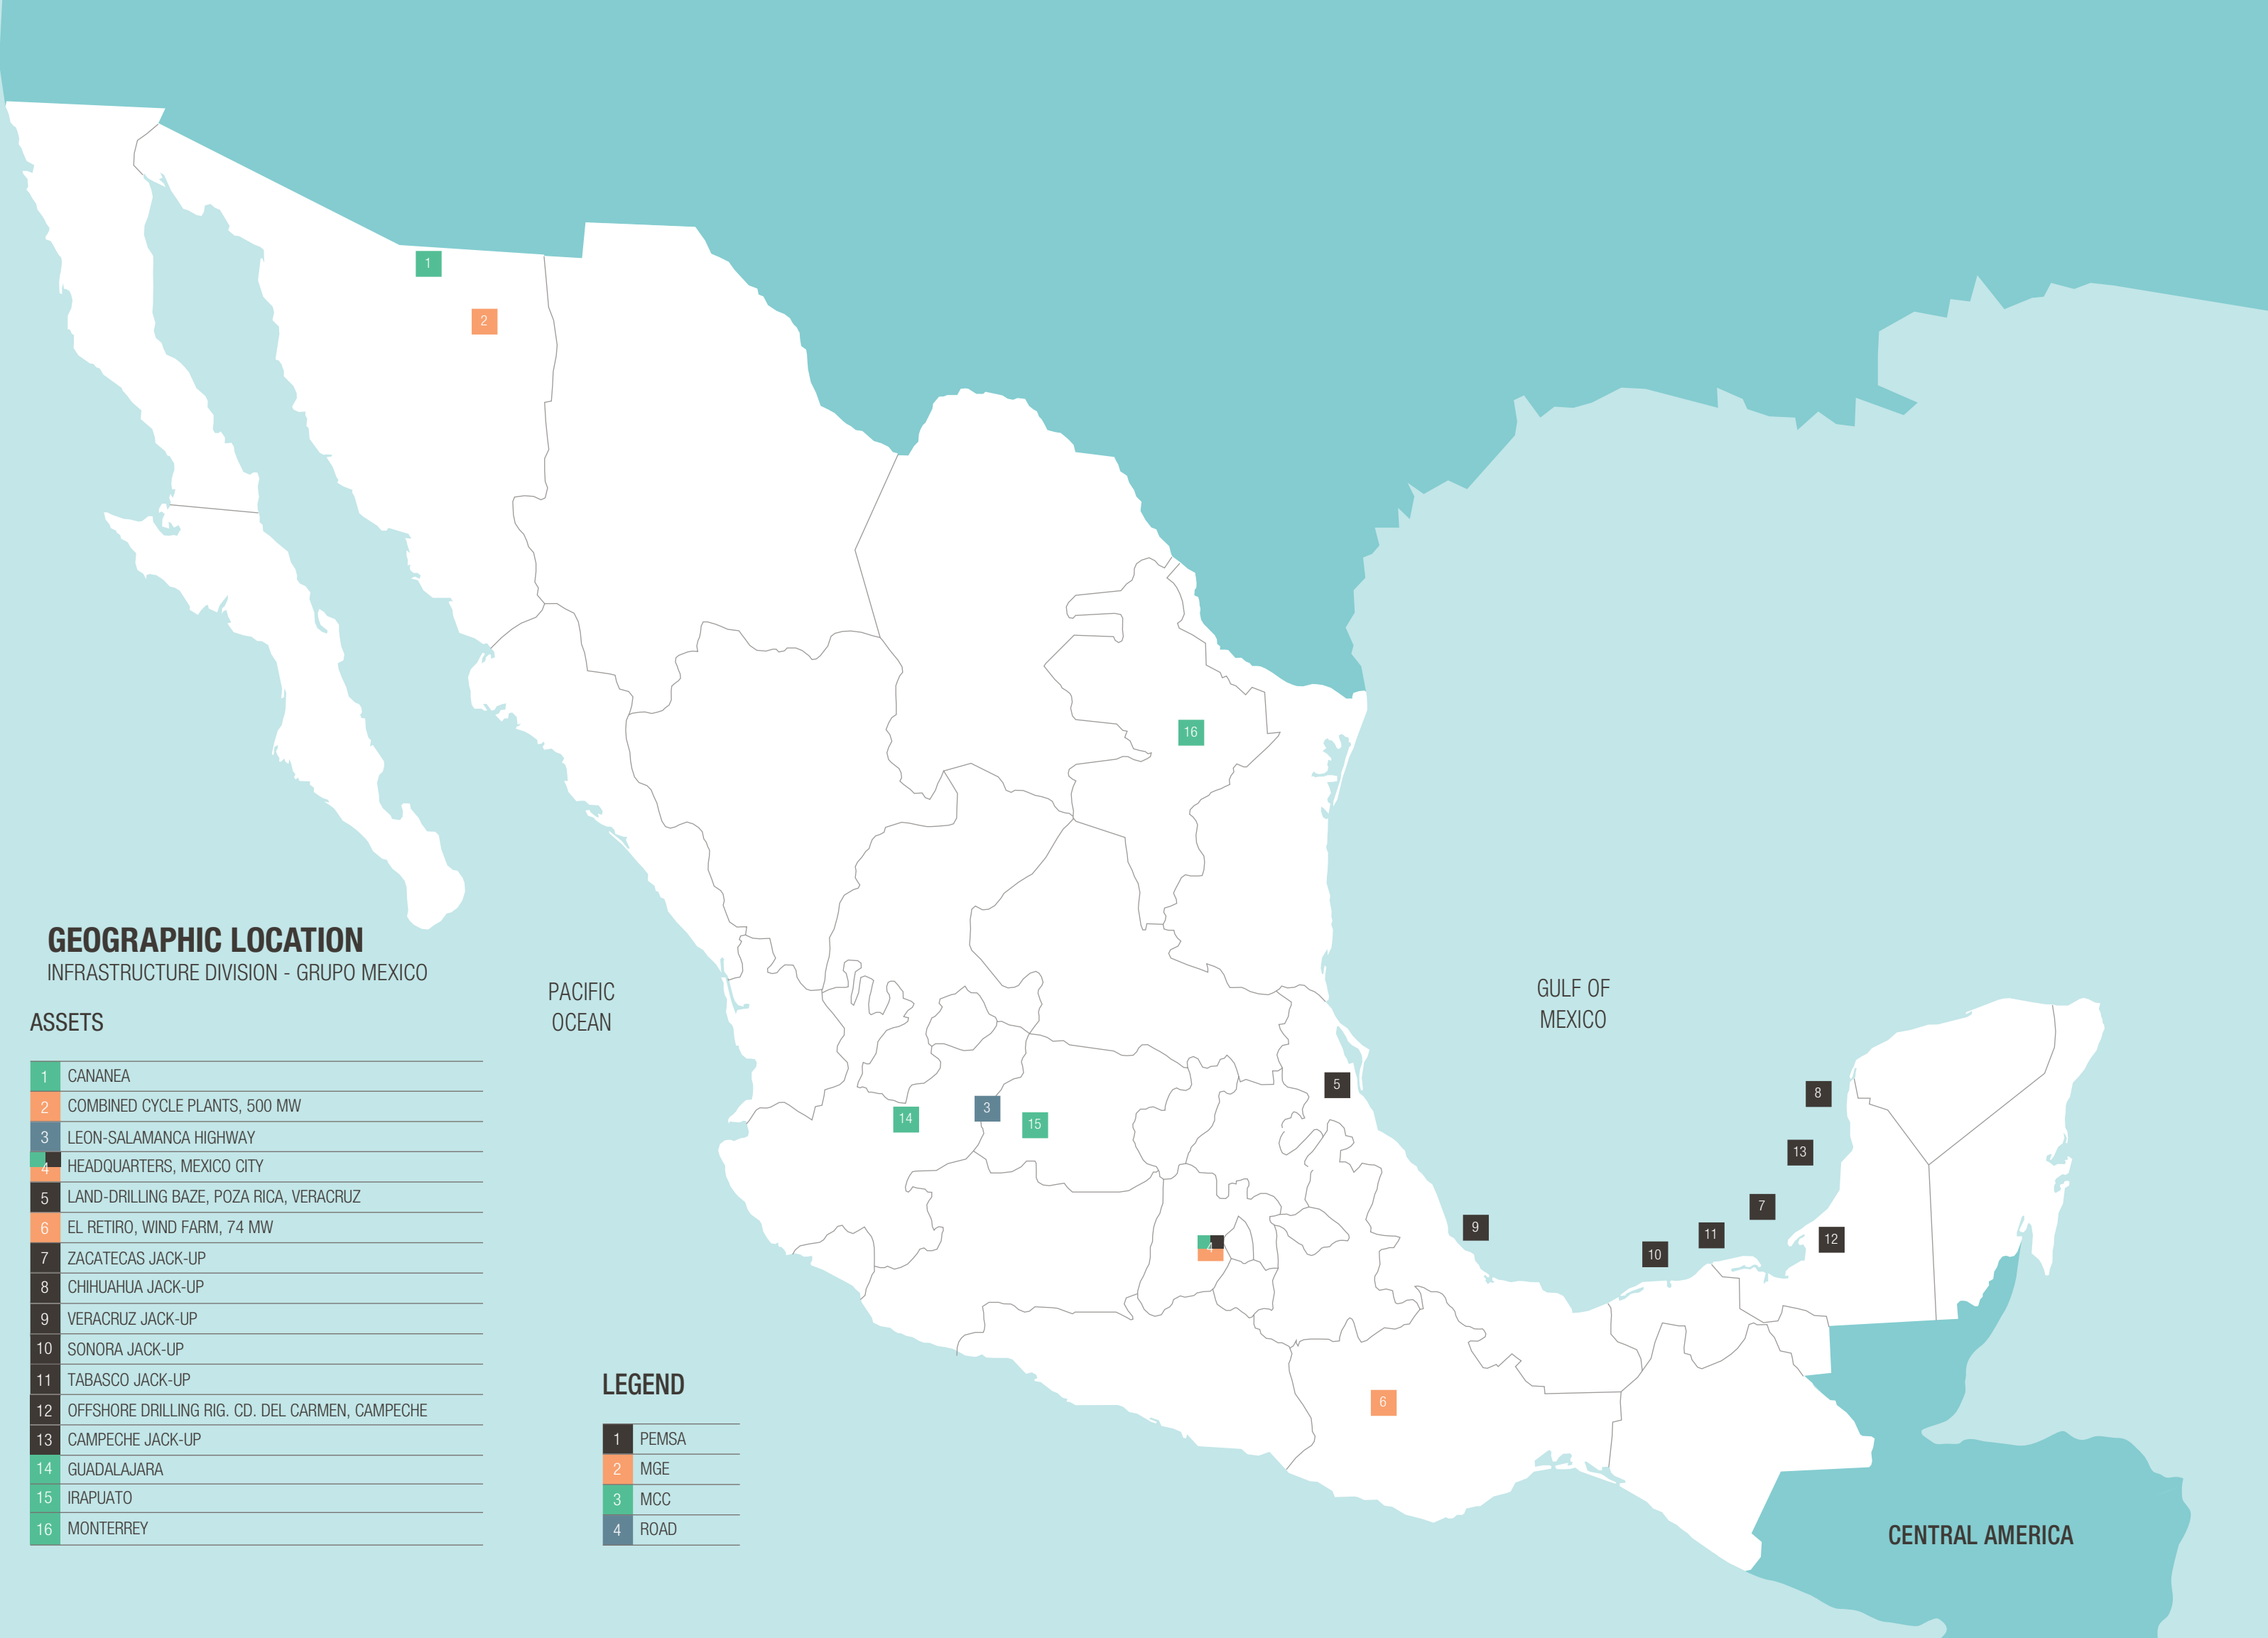 1
2
16
GEOGRAPHIC LOCATION
INFRASTRUCTURE DIVISION - GRUPO MEXICO
PACIFIC
OCEAN
GULF OF
MEXICO
ASSETS
1 CANANEA
2 COMBINED CYCLE PLANTS, 500 MW
3 LEON-SALAMANCA HIGHWAY
4 HEADQUARTERS, MEXICO CITY
5 LAND-DRILLING BAZE, POZA RICA, VERACRUZ
6 EL RETIRO, WIND FARM, 74 MW
7 ZACATECAS JACK-UP
8 CHIHUAHUA JACK-UP
9 VERACRUZ JACK-UP
10 SONORA JACK-UP
11 TABASCO JACK-UP
12 OFFSHORE DRILLING RIG. CD. DEL CARMEN, CAMPECHE
13 CAMPECHE JACK-UP
14 GUADALAJARA
15 IRAPUATO
16 MONTERREY
5
8
3
14
15
13
7
9
11
12
4
10
6
LEGEND
1 PEMSA
2 MGE
3 MCC
4 ROAD
CENTRAL AMERICA